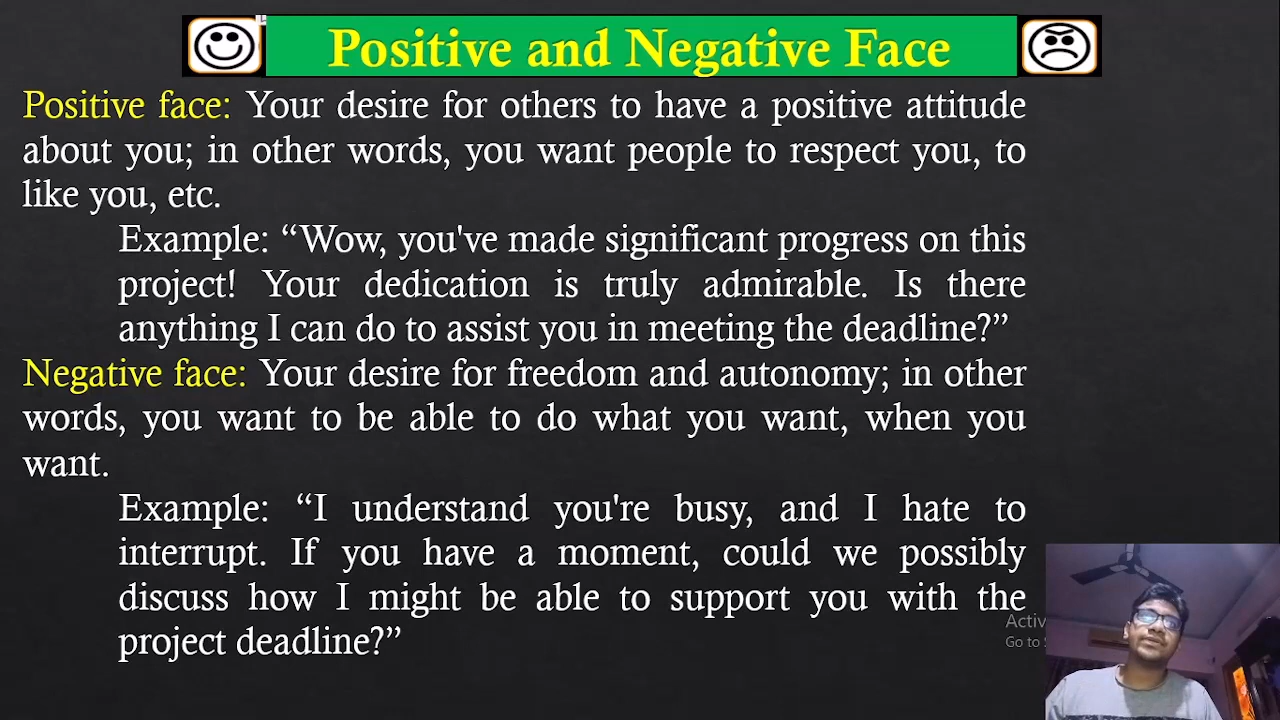 Positive and Negative Face
Positive face: Your desire for others to have a positive attitude
about you; in other words, you want people to respect you, to
like you, etc.
Example: “Wow, you've made significant progress on this
project! Your dedication is truly admirable. Is there
anything I can do to assist you in meeting the deadline?”
Negative face: Your desire for freedom and autonomy; in other
words, you want to be able to do what you want, when you
want.
Example: “I understand you're busy, and I hate to
interrupt. If you have a moment, could we possibly
discuss how I might be able to support you with the
project deadline?”
Activ
Go to S